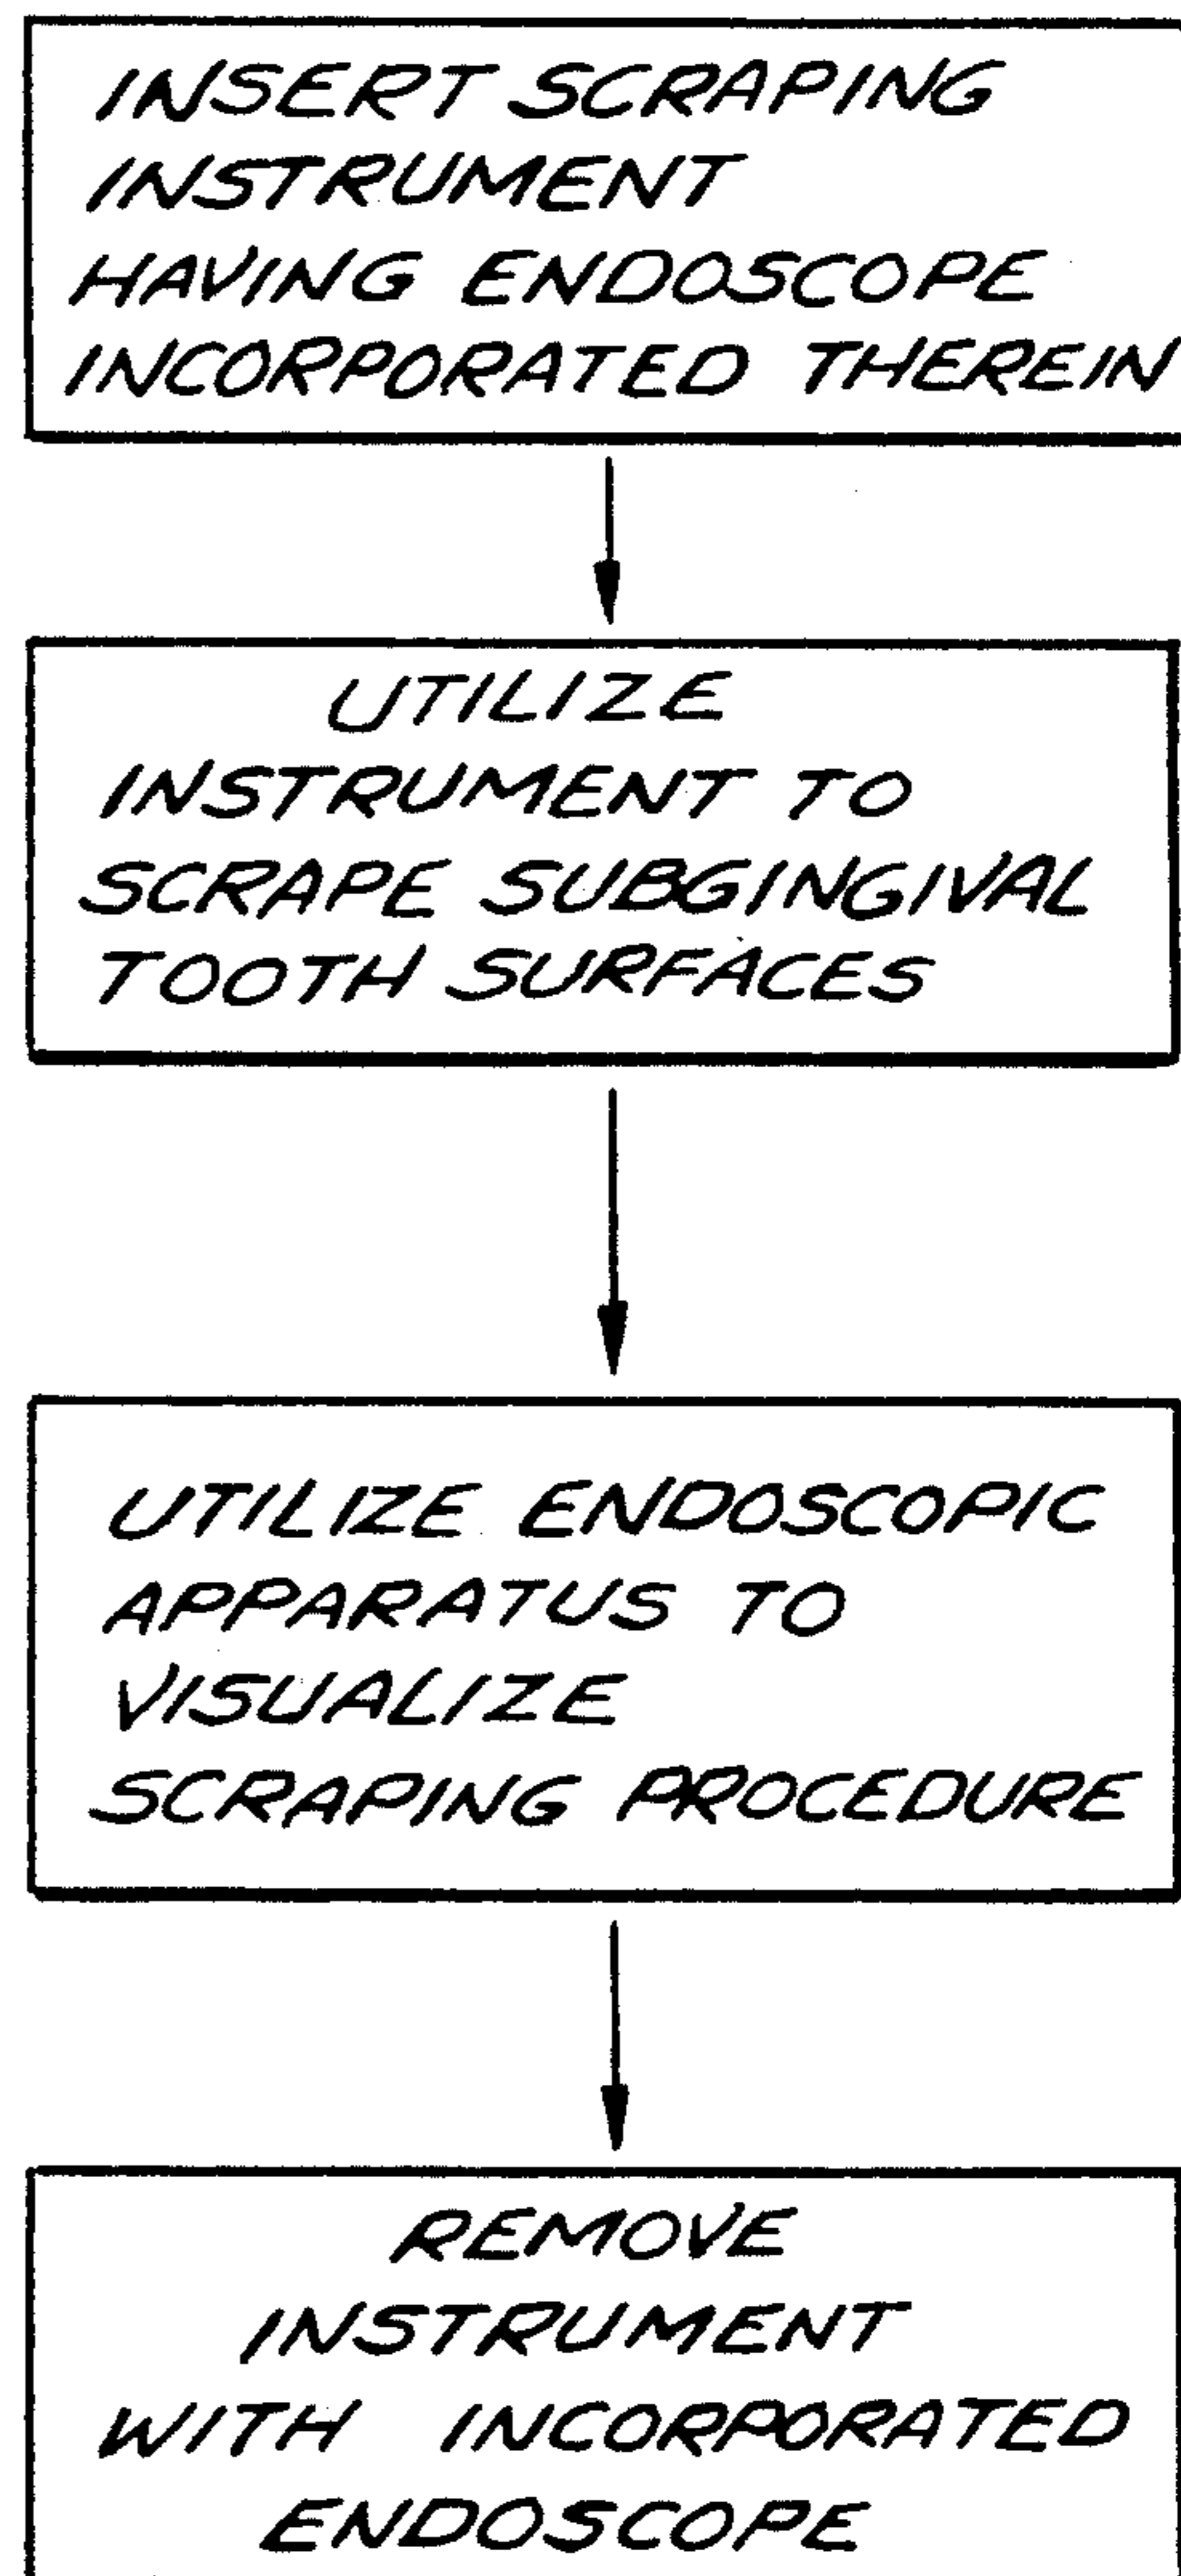 INSERT SCRAPING
INSTRUMENT
HAVING ENDOSCOPE
INCORPORATED THEREIN
UTILIZE
INSTRUMENT TO
SCRAPE SUBGINGIVAL
TOOTH SURFACES
UTILIZE ENDOSCOPIC
APPARATUS TO
VISUALIZE
SCRAPING PROCEDURE
REMOVE
INSTRUMENT
WITH INCORPORATED
ENDOSCOPE